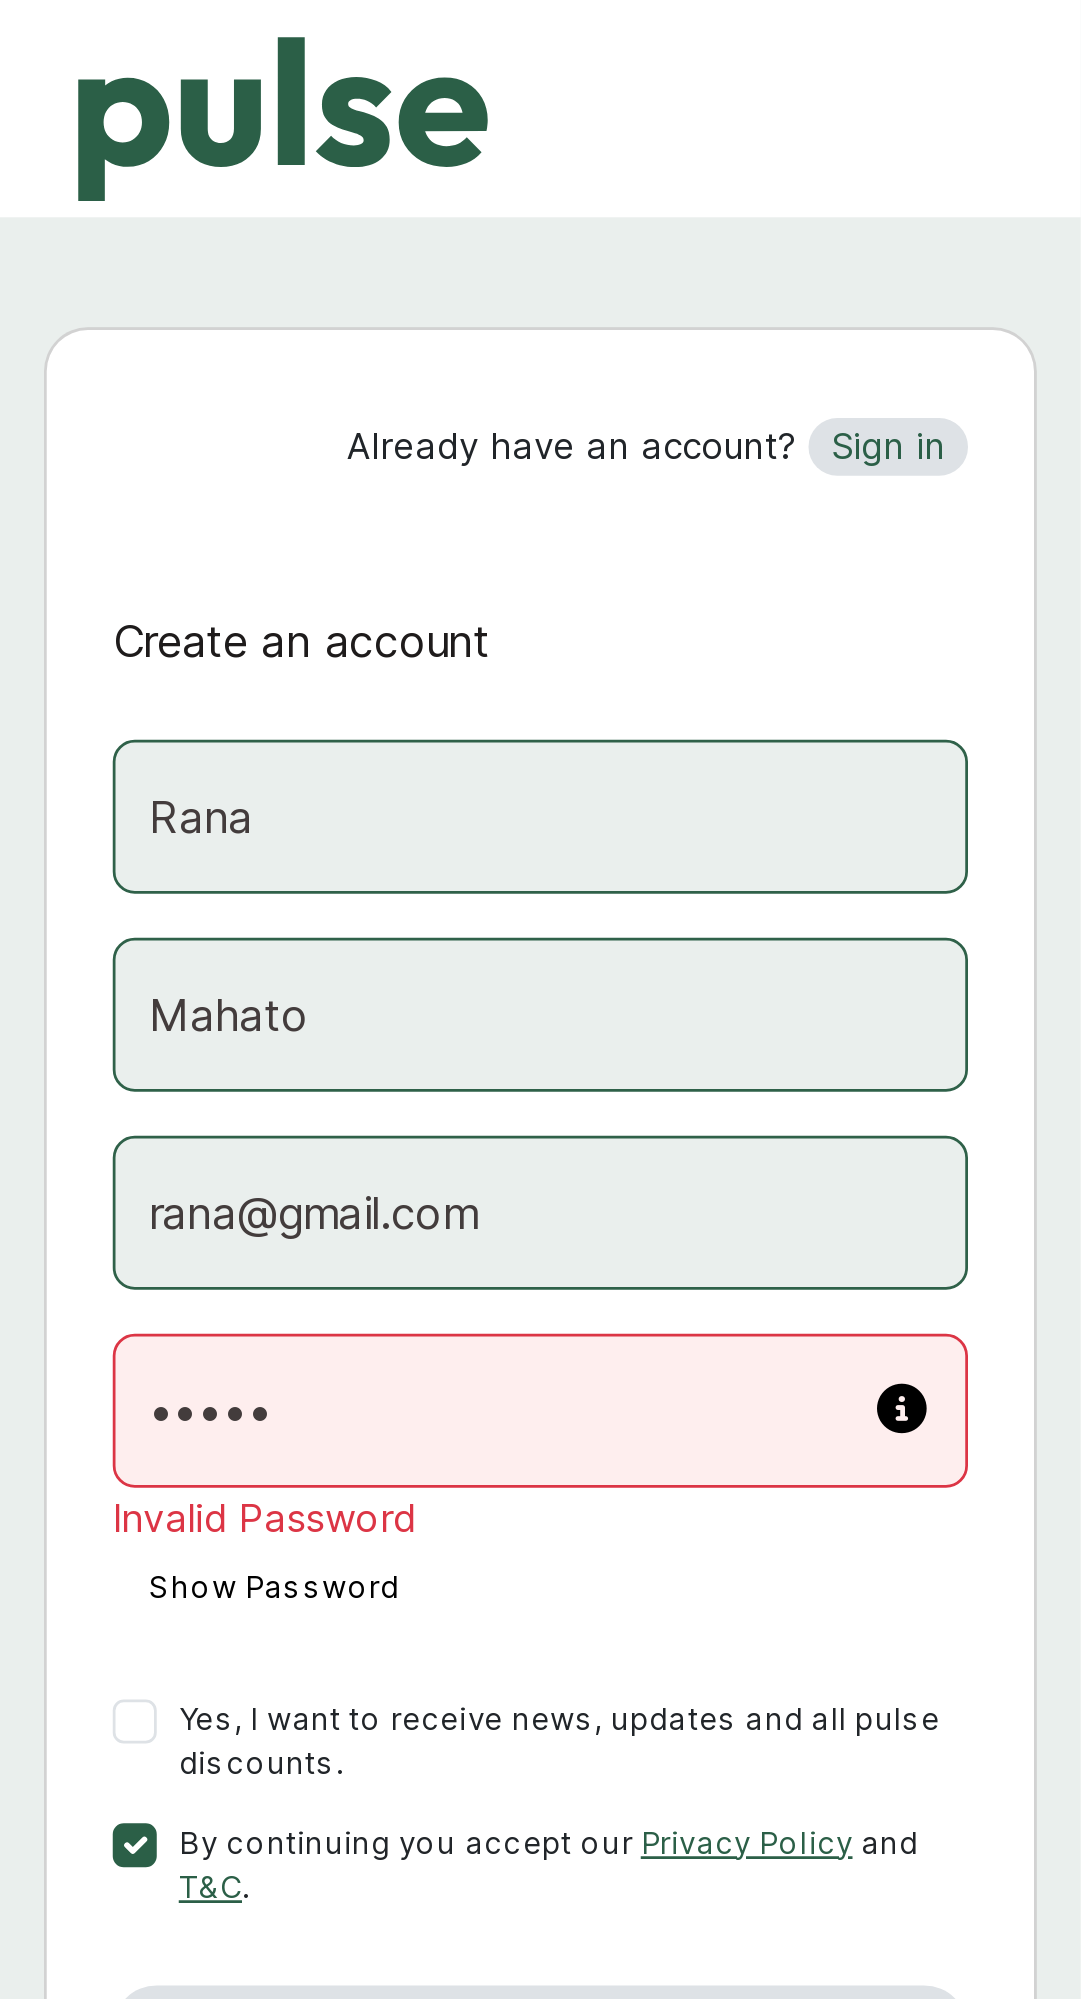 pulse
Already have an account? Sign in
Create an account
Rana
Mahato
rana@gmail.com
•••••
Invalid Password
Show Password
Yes, I want to receive news, updates and all pulse
discounts.
By continuing you accept our Privacy Policy and
T&C.